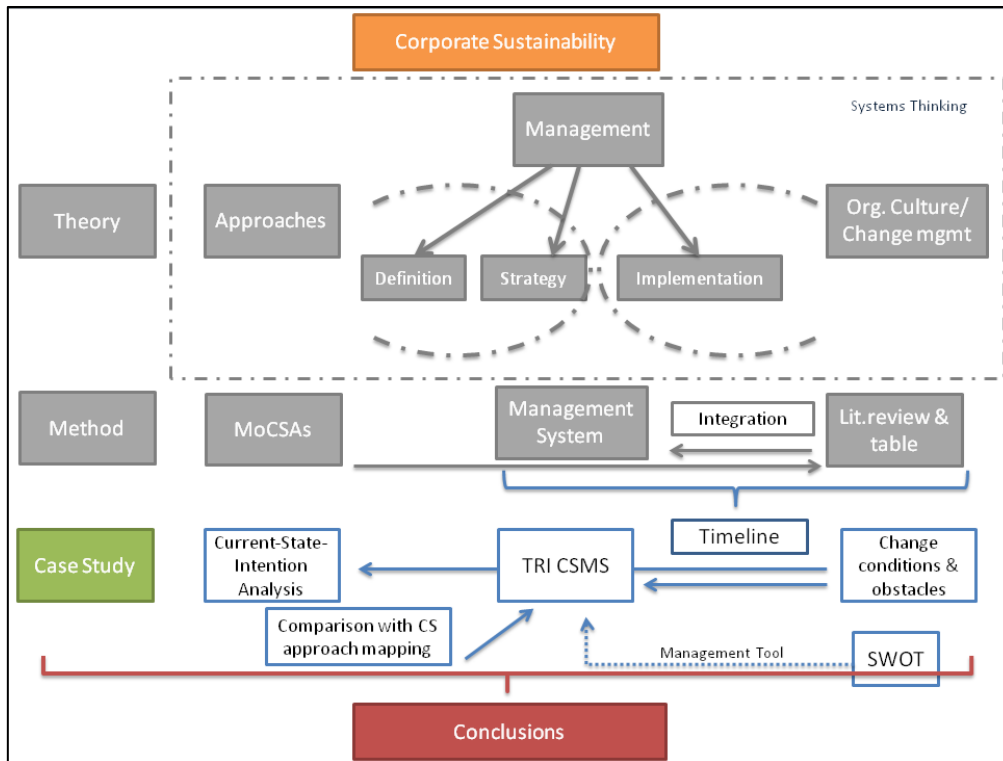 Corporate Sustainability
Systems Thinking
Management
Theory
Approaches
Org. Culture/
Change mgmt
Definition
Strategy
Implementation
Method
MoCSAs
Management
System
Integration
Lit.review &
table
Timeline
Case Study
Current-State-
Intention
Analysis
TRI CSMS
Change
conditions &
obstacles
Comparison with CS
approach mapping
Management Tool
SWOT
Conclusions